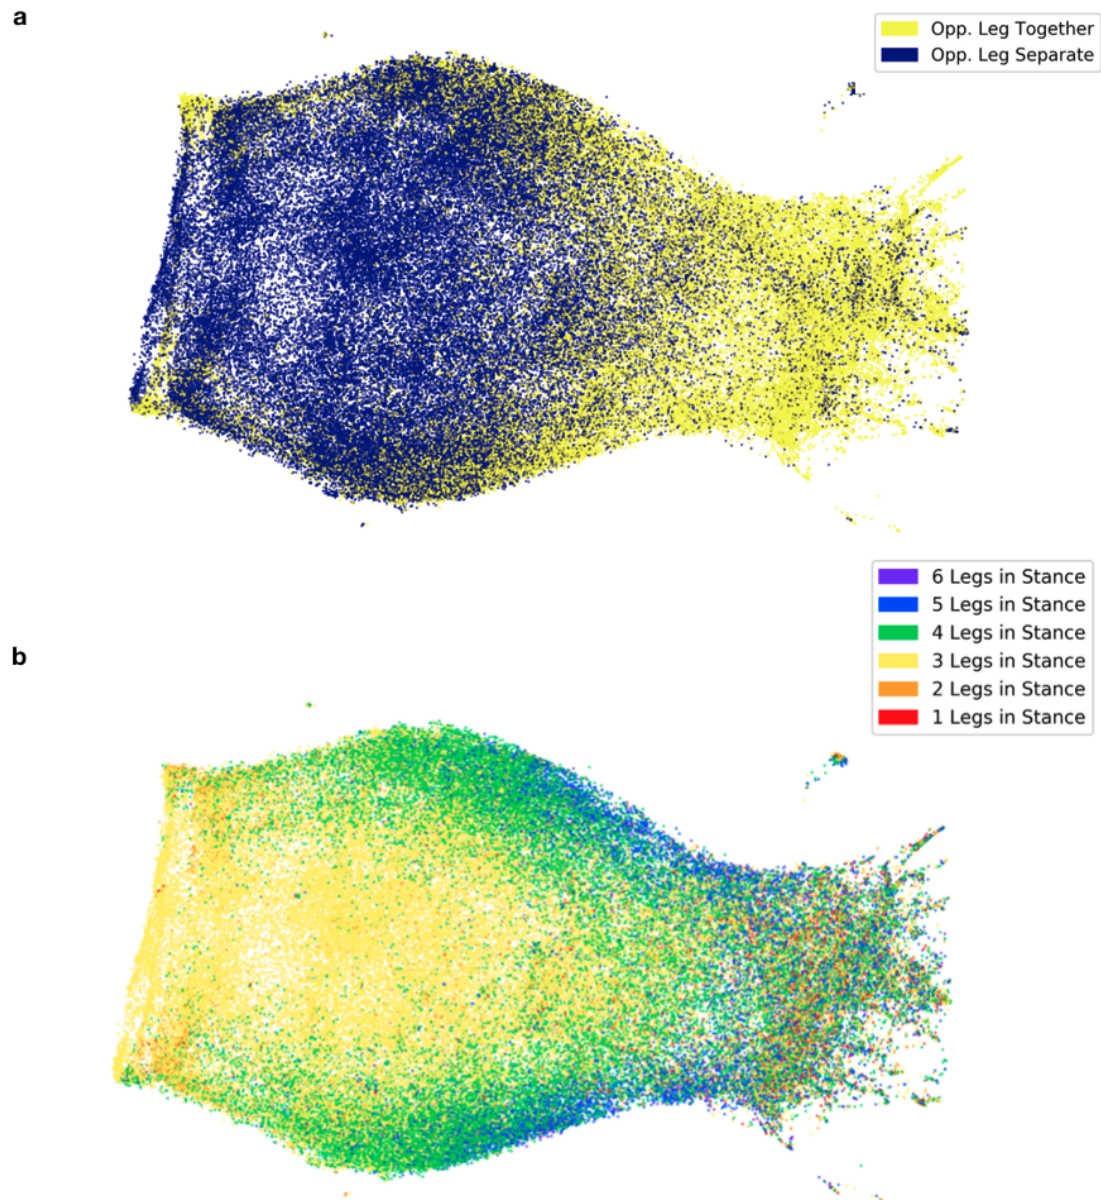 a
Opp. Leg Together
Opp. Leg Separate
6 Legs in Stance
5 Legs in Stance
4 Legs in Stance
3 Legs in Stance
2 Legs in Stance
1 Legs in Stance
b